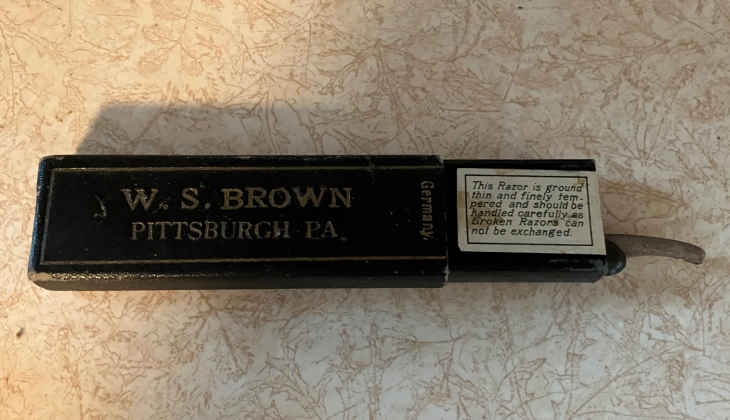 W. S. BROWN
PITTSBURGH PA.
Germany.
This Razor is ground
thin and finely tem-
pered and should be
handled carefully as
Broken Razors can
not be exchanged.